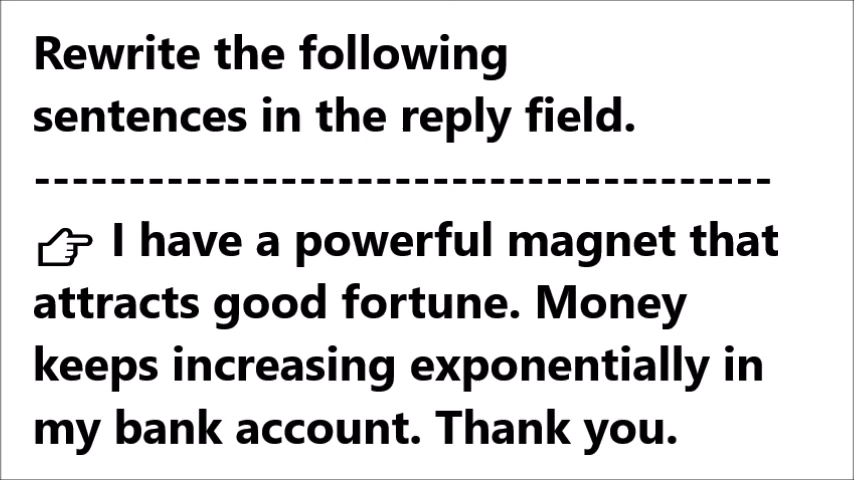 Rewrite the following
sentences in the reply field.
----------------------------------------
👉 I have a powerful magnet that
attracts good fortune. Money
keeps increasing exponentially in
my bank account. Thank you.